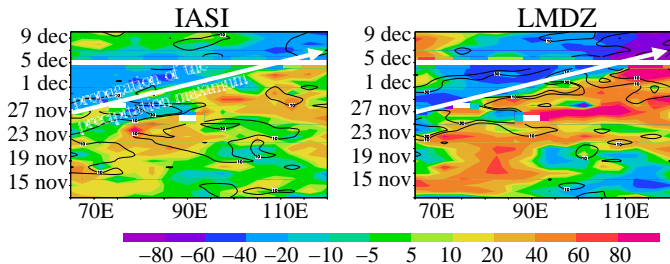 IASI
LMDZ
9 dec
5 dec
1 dec
27 nov
23 nov
19 nov
15 nov
propagation of the
precipitation maximum
9 dec
5 dec
1 dec
27 nov
23 nov
19 nov
15 nov
70E
90E
110E
70E
90E
110E
−80
−60
−40
−20
−10
−5
5
10
20
40
60
80